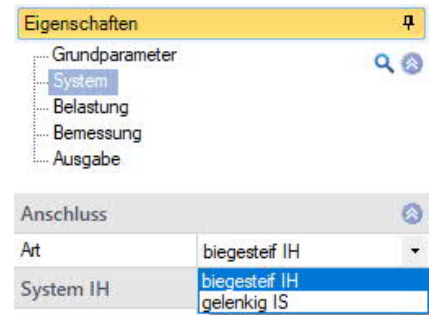 Eigenschaften
Grundparameter
System
Belastung
Bemessung
Ausgabe
Anschluss
Art biegesteif IH
biegesteif IH
System IH
gelenkig IS